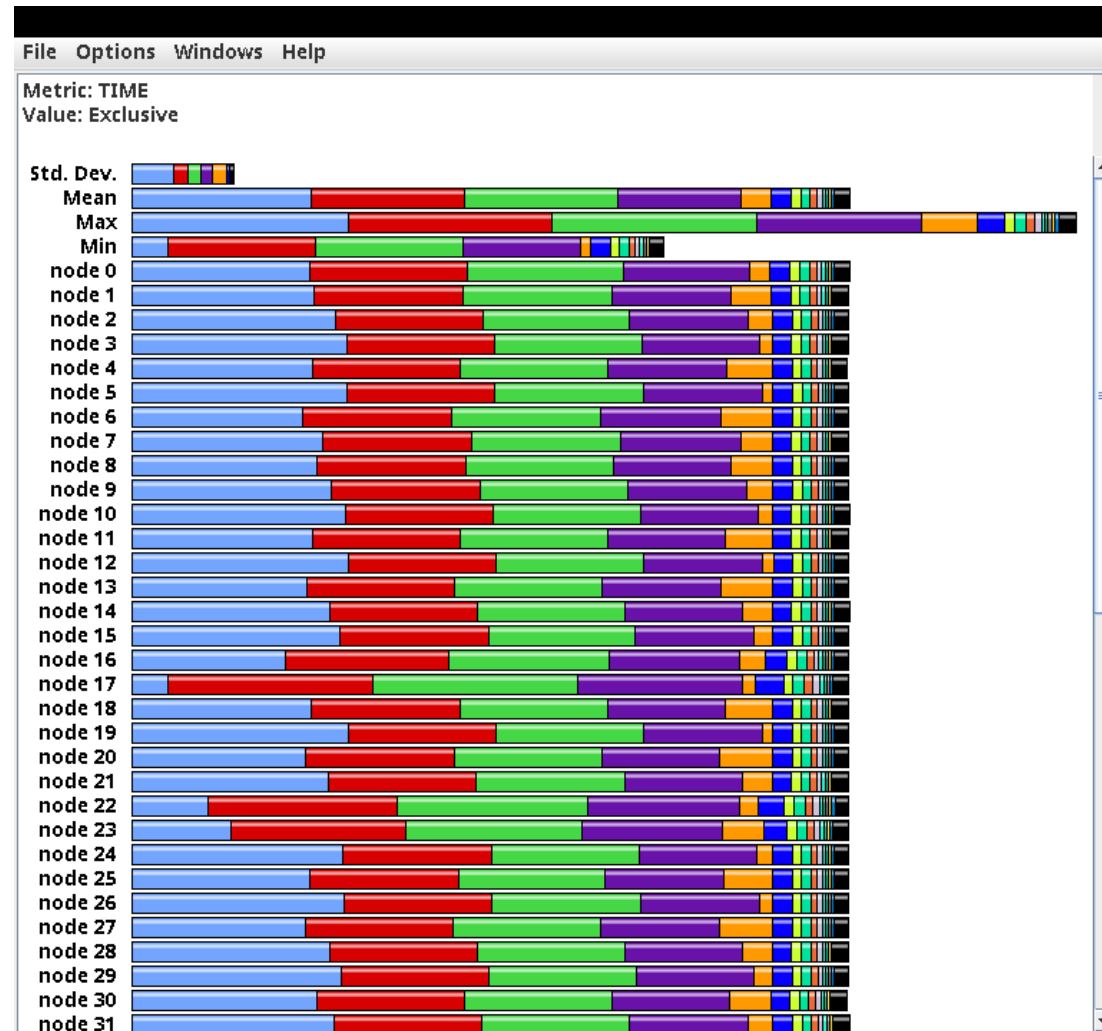 File Options Windows Help
Metric: TIME
Value: Exclusive
Std. Dev.
Mean
Max
Min
node 0
node 1
node 2
node 3
node 4
node 5
node 6
node 7
node 8
node 9
node 10
node 11
node 12
node 13
node 14
node 15
node 16
node 17
node 18
node 19
node 20
node 21
node 22
node 23
node 24
node 25
node 26
node 27
node 28
node 29
node 30
node 31